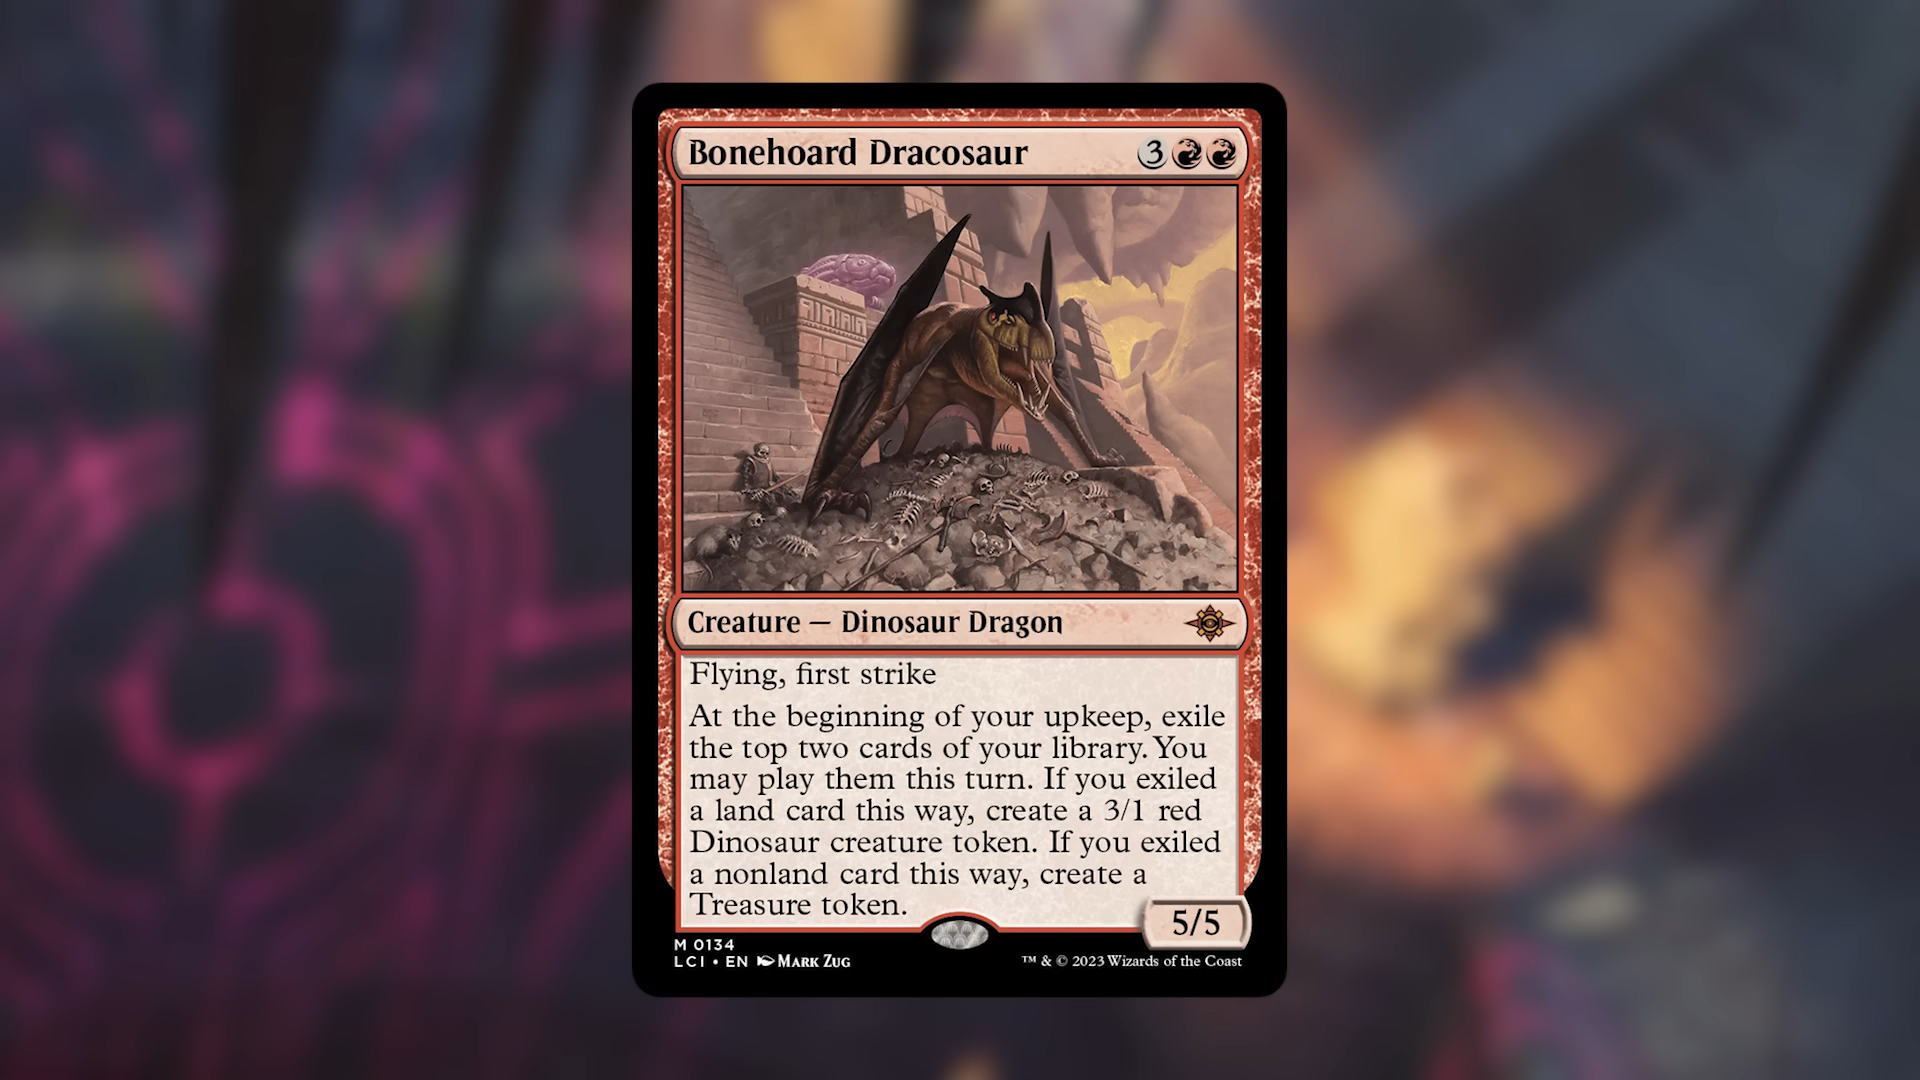 Bonehoard Dracosaur 3
Creature — Dinosaur Dragon
Flying, first strike
At the beginning of your upkeep, exile
the top two cards of your library. You
may play them this turn. If you exiled
a land card this way, create a 3/1 red
Dinosaur creature token. If you exiled
a nonland card this way, create a
Treasure token.
5/5
M 0134
LCI • EN Mark Zug
™ & © 2023 Wizards of the Coast